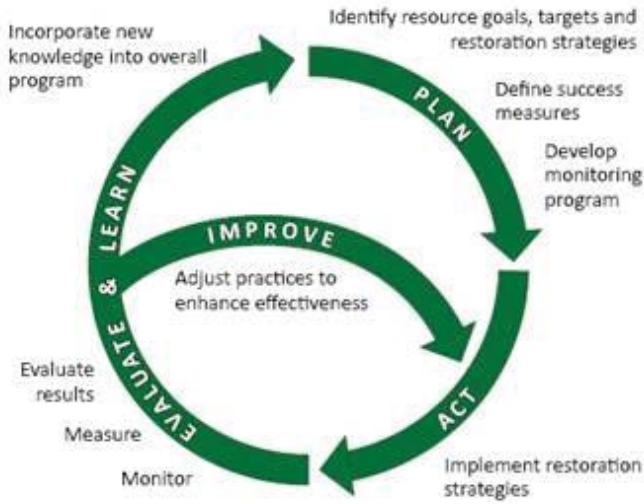 Identify resource goals, targets and
restoration strategies
PLAN
Define success
measures
Develop
monitoring
program
ACT
Implement restoration
strategies
EVALUATE & LEARN
Monitor
Measure
Evaluate
results
IMPROVE
Adjust practices to
enhance effectiveness
Incorporate new
knowledge into overall
program